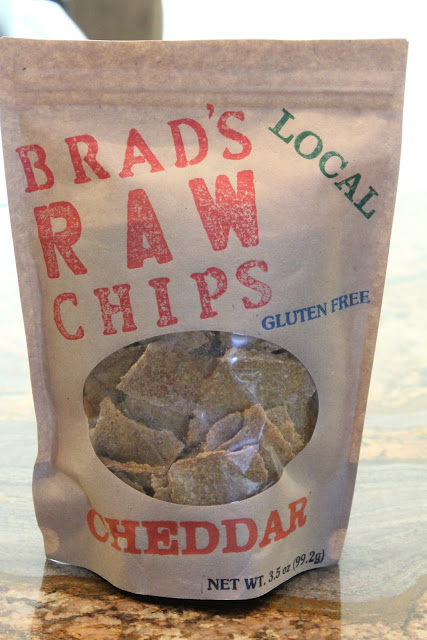 BRAD'S
RAW
CHIPS
LOCAL
GLUTEN FREE
CHEDDAR
NET WT. 3.5 oz (99.2g)